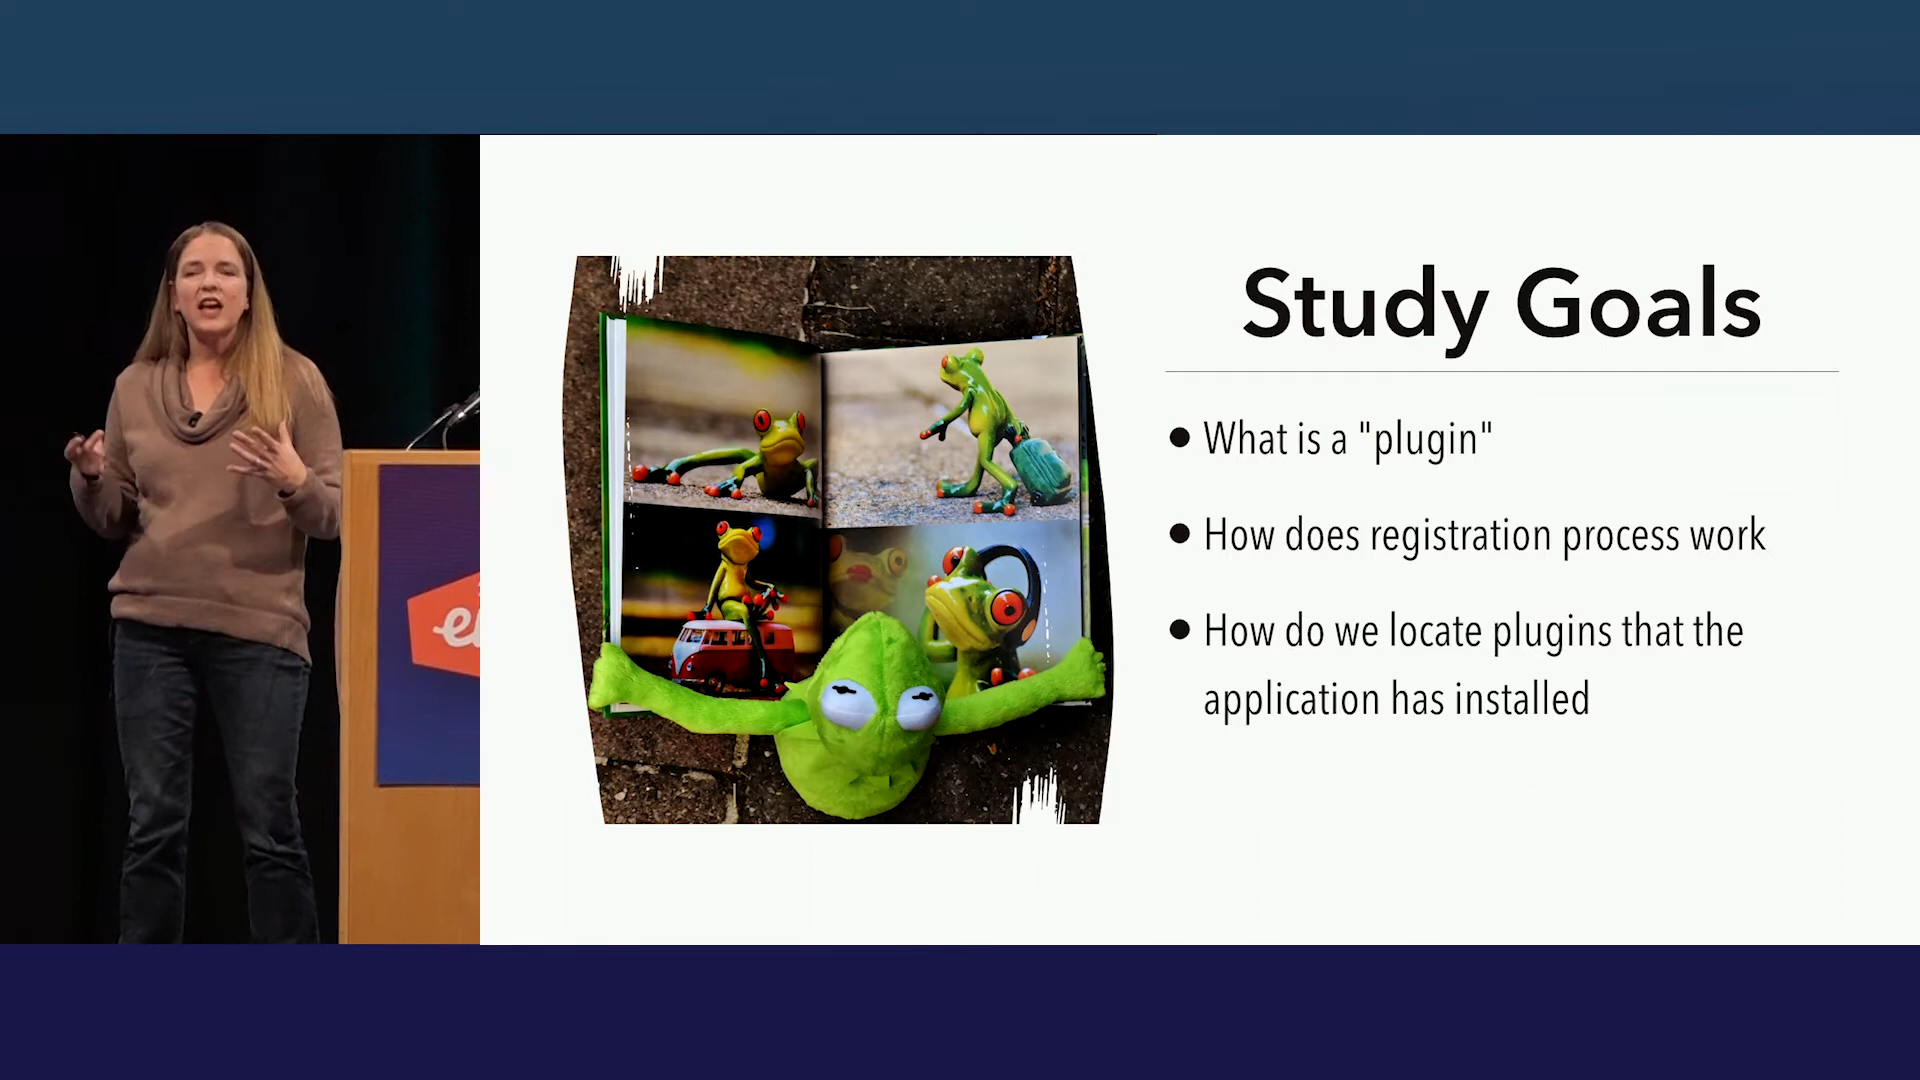 Study Goals
What is a "plugin"
How does registration process work
How do we locate plugins that the
application has installed